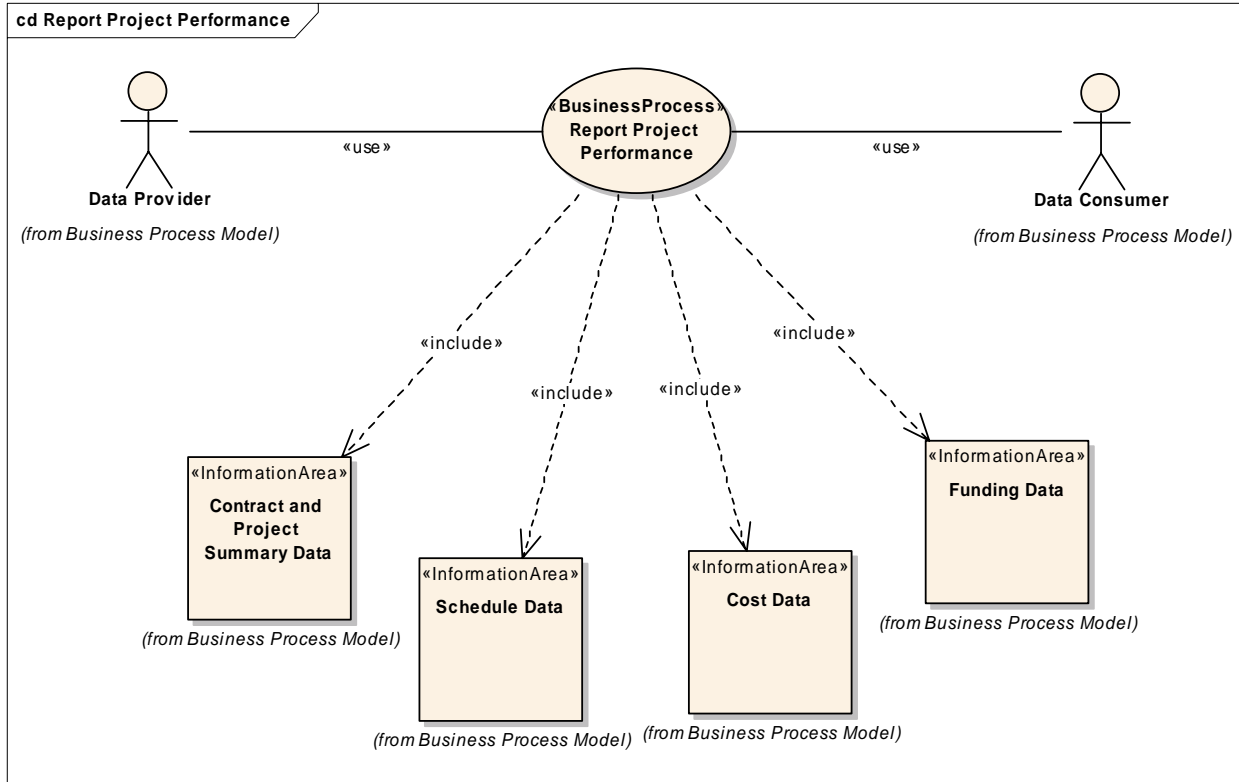 cd Report Project Performance
«BusinessProcess»
Report Project
Performance
«use»
«use»
Data Provider
(from Business Process Model)
Data Consumer
(from Business Process Model)
«include»
«include»
«include»
«include»
«InformationArea»
Contract and
Project
Summary Data
(from Business Process Model)
«InformationArea»
Schedule Data
(from Business Process Model)
«InformationArea»
Cost Data
(from Business Process Model)
«InformationArea»
Funding Data
(from Business Process Model)